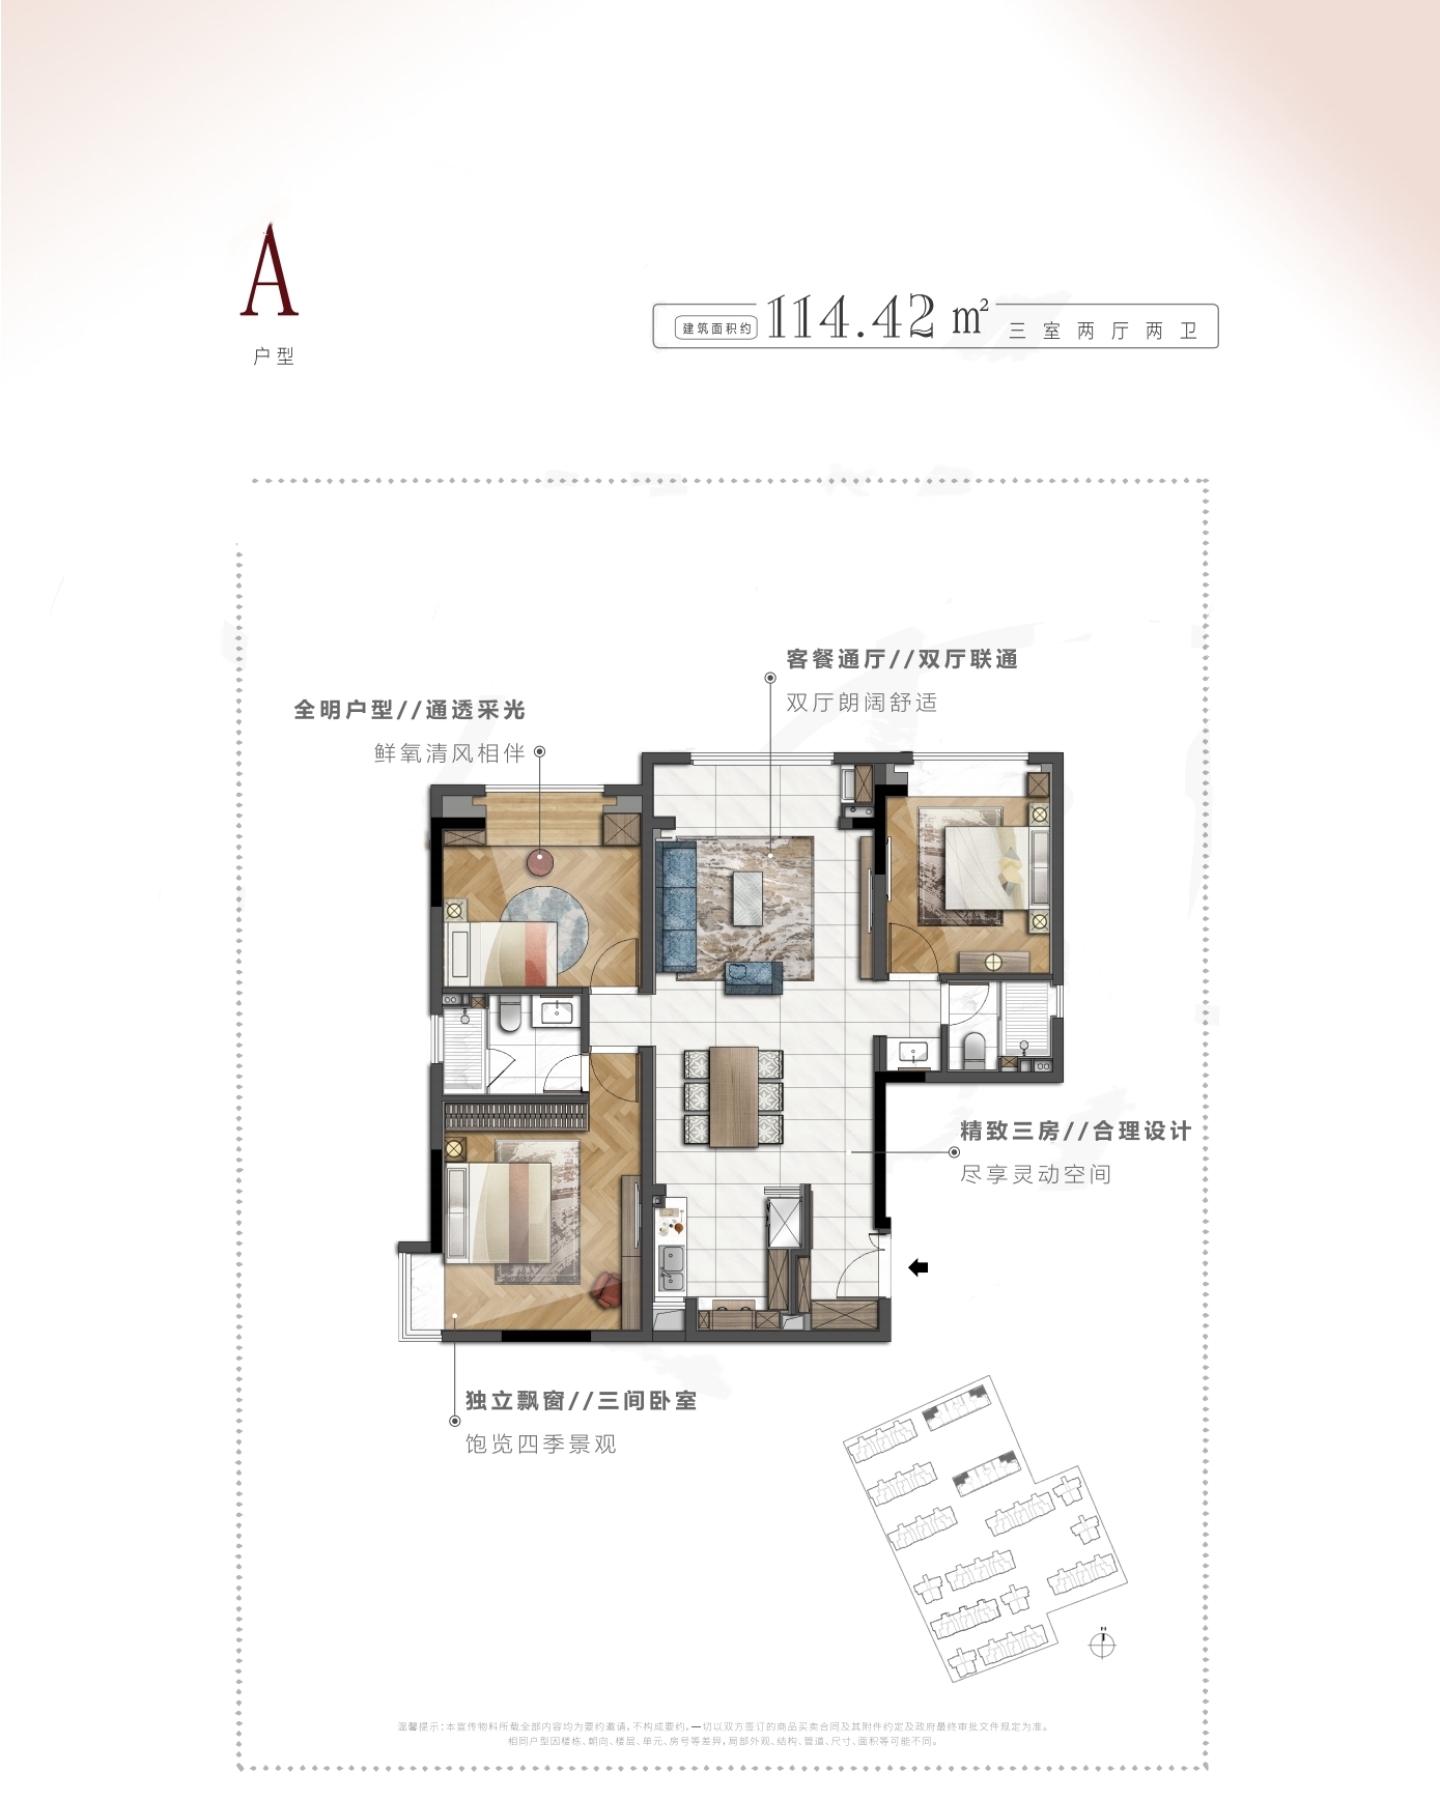 A
户型
建筑面积约 114.42 m² 三室两厅两卫
客餐通厅//双厅联通
双厅朗阔舒适
全明户型//通透采光
鲜氧清风相伴
精致三房//合理设计
尽享灵动空间
独立飘窗//三间卧室
饱览四季景观
N
温馨提示：本宣传物料所载全部内容均为要约邀请，不构成要约，一切以双方签订的商品买卖合同及其附件约定及政府最终审批文件规定为准。
相同户型因楼栋、朝向、楼层、单元、房号等差异，局部外观、结构、管道、尺寸、面积等可能不同。